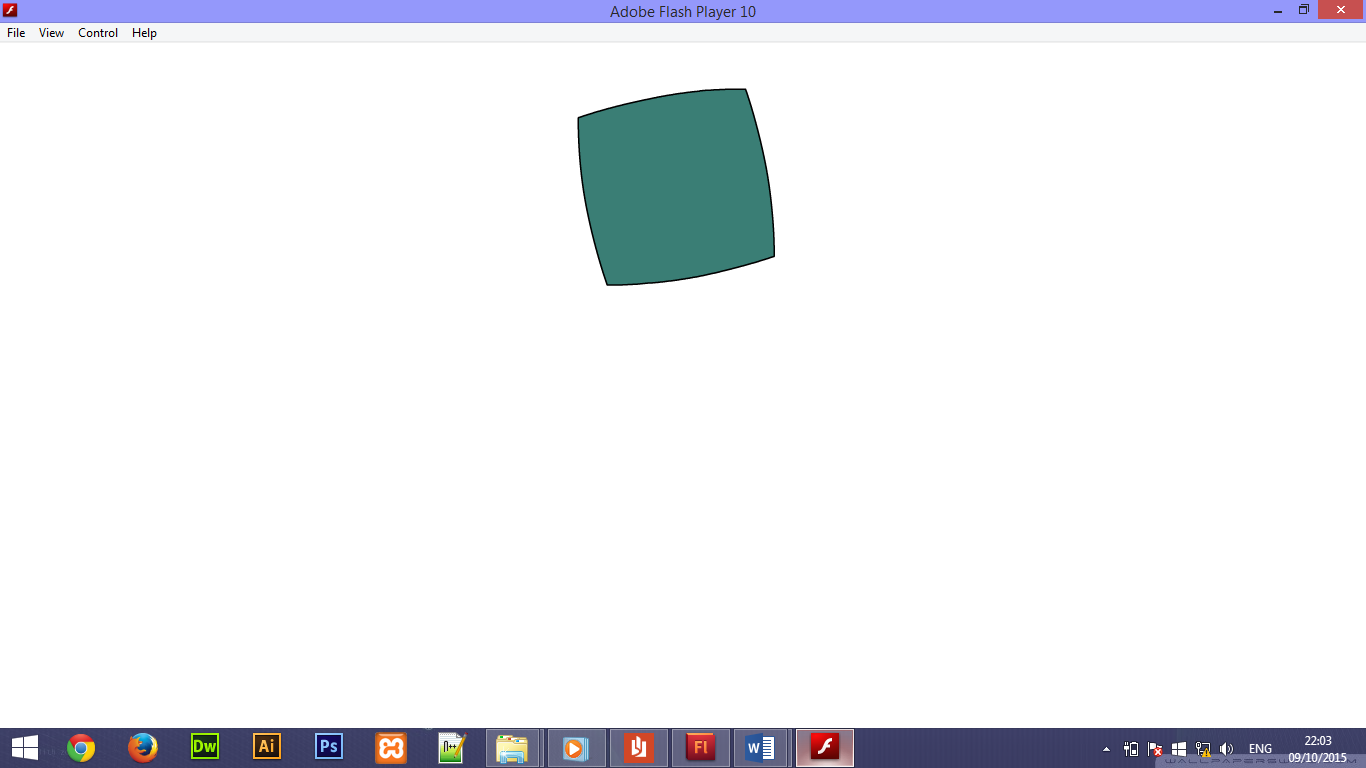 Adobe Flash Player 10
File View Control Help
Dw Ai Ps N++ Fl W ENG 22:03
09/10/2015